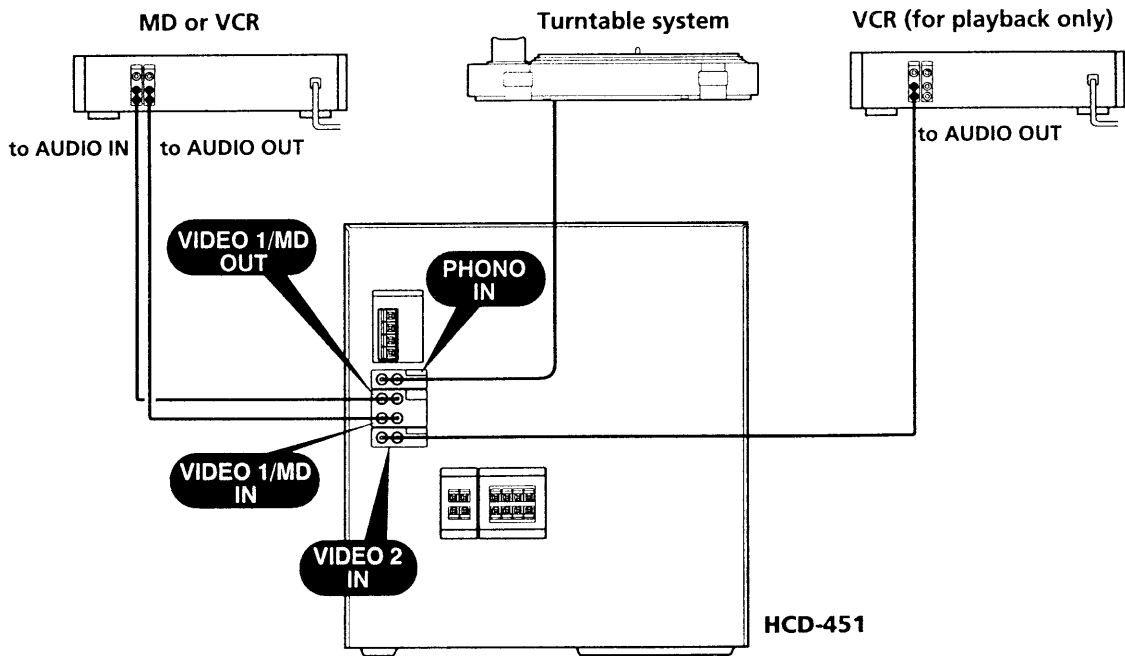 MD or VCR
Turntable system
VCR (for playback only)
to AUDIO IN
to AUDIO OUT
to AUDIO OUT
VIDEO 1/MD
OUT
PHONO
IN
VIDEO 1/MD
IN
VIDEO 2
IN
HCD-451